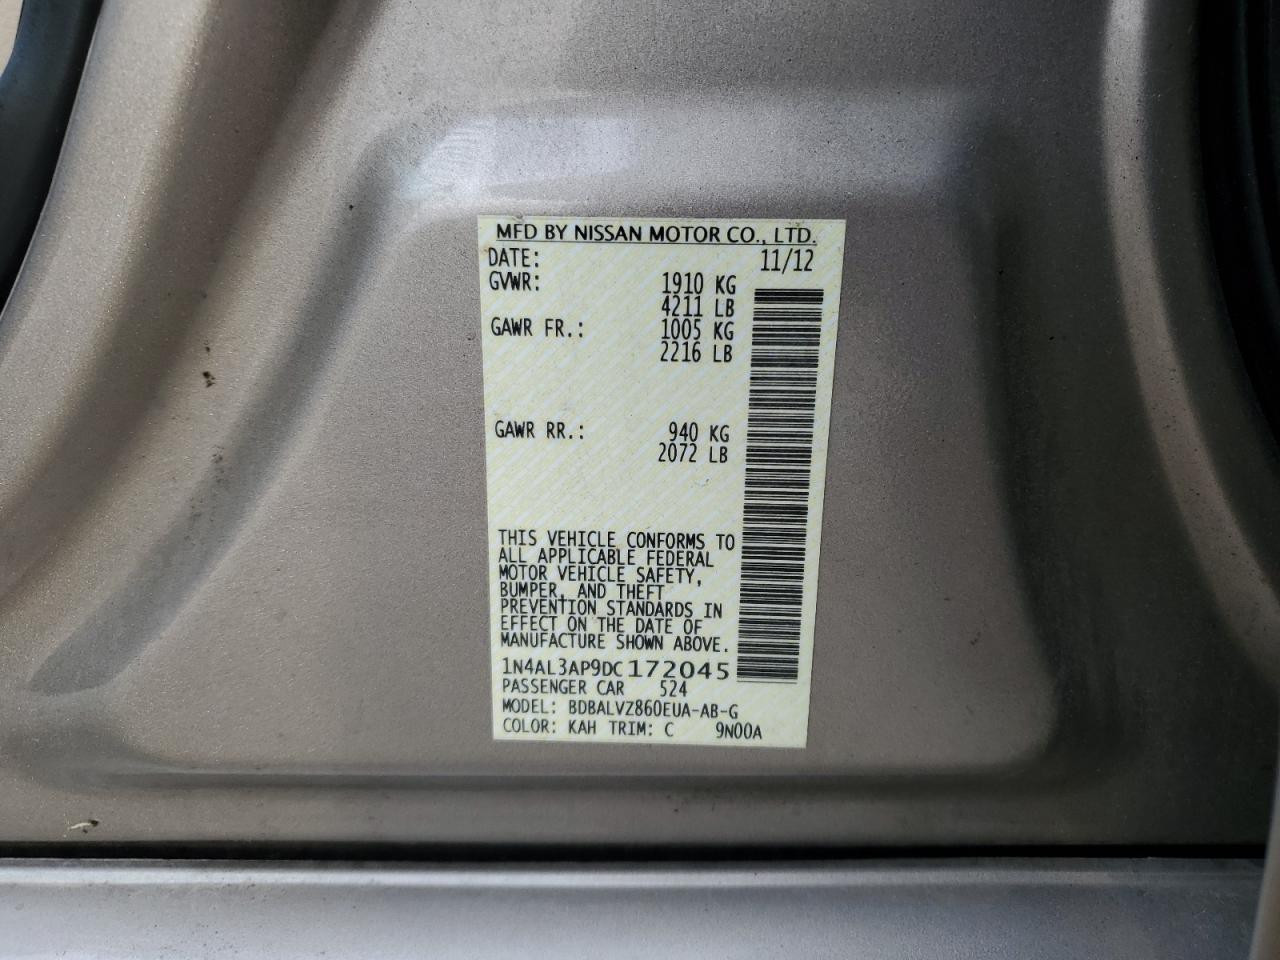 MFD BY NISSAN MOTOR CO., LTD.
DATE: 11/12
GVWR: 1910 KG
4211 LB
GAWR FR.: 1005 KG
2216 LB
GAWR RR.: 940 KG
2072 LB
THIS VEHICLE CONFORMS TO
ALL APPLICABLE FEDERAL
MOTOR VEHICLE SAFETY,
BUMPER, AND THEFT
PREVENTION STANDARDS IN
EFFECT ON THE DATE OF
MANUFACTURE SHOWN ABOVE.
1N4AL3AP9DC172045
PASSENGER CAR 524
MODEL: BDBALVZ860EUA-AB-G
COLOR: KAH TRIM: C 9N00A